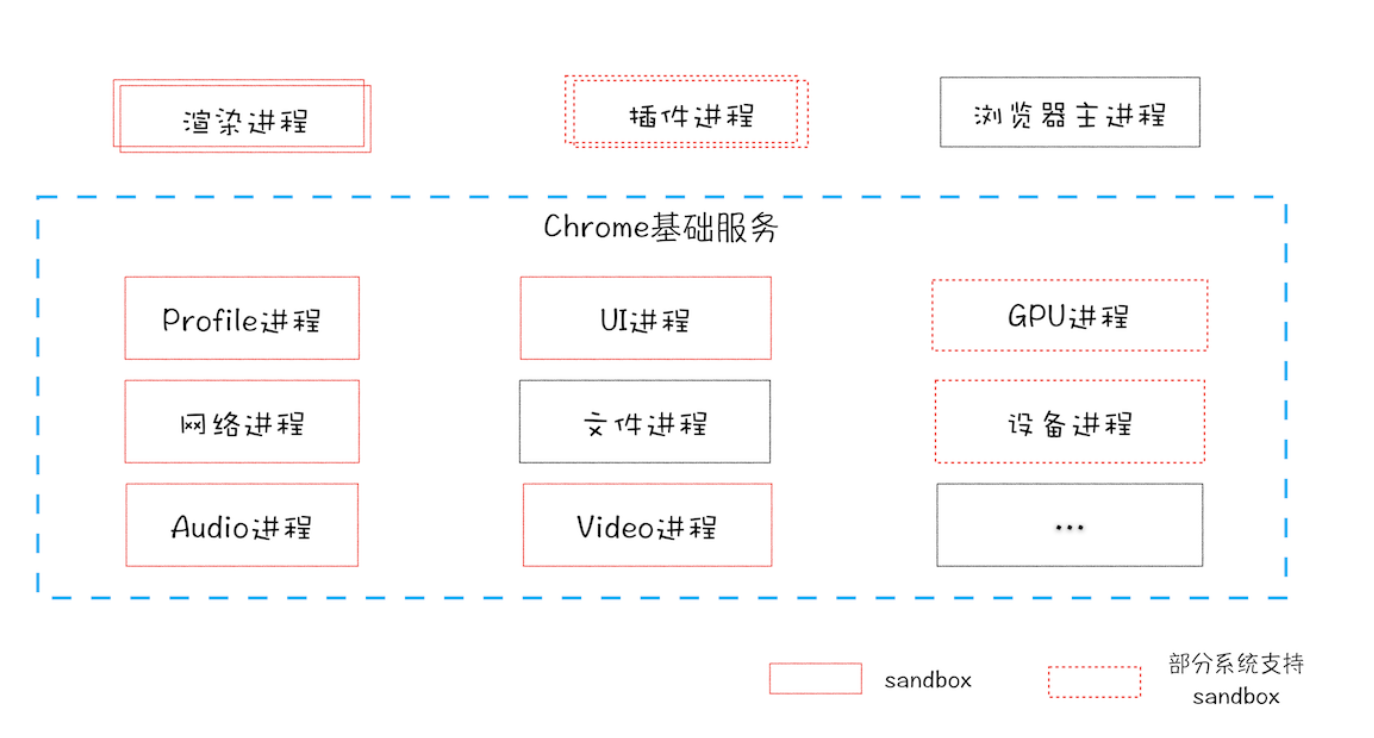 渲染进程
插件进程
浏览器主进程
Chrome基础服务
Profile进程
UI进程
GPU进程
网络进程
文件进程
设备进程
Audio进程
Video进程
...
sandbox
部分系统支持
sandbox